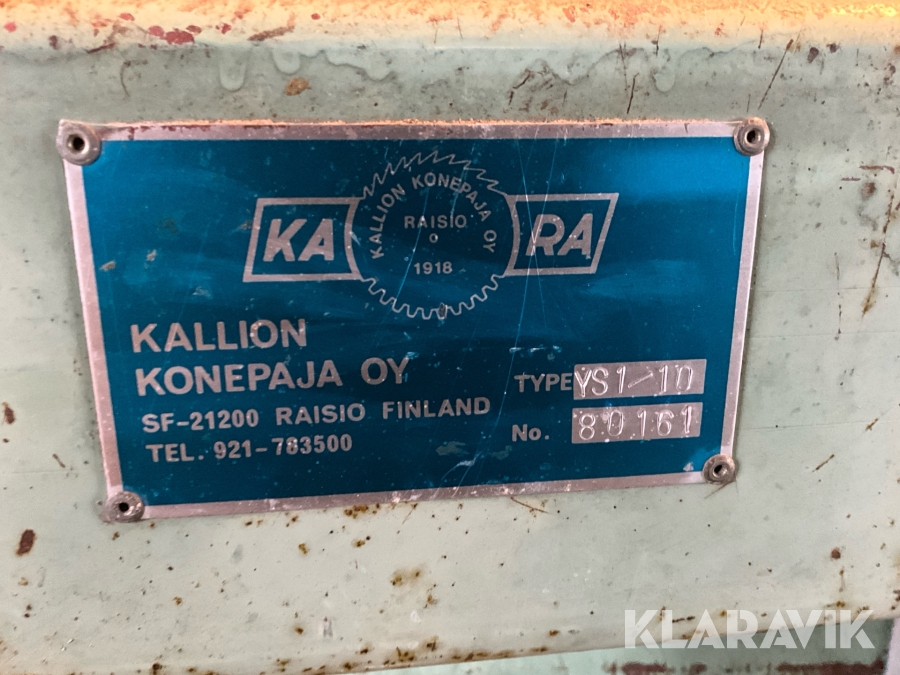 KALLION KONEPAJA OY
KA RAISIO RA
1918
KALLION
KONEPAJA OY
TYPE YS1-10
SF-21200 RAISIO FINLAND
No. 80161
TEL. 921-783500
KLARAVIK